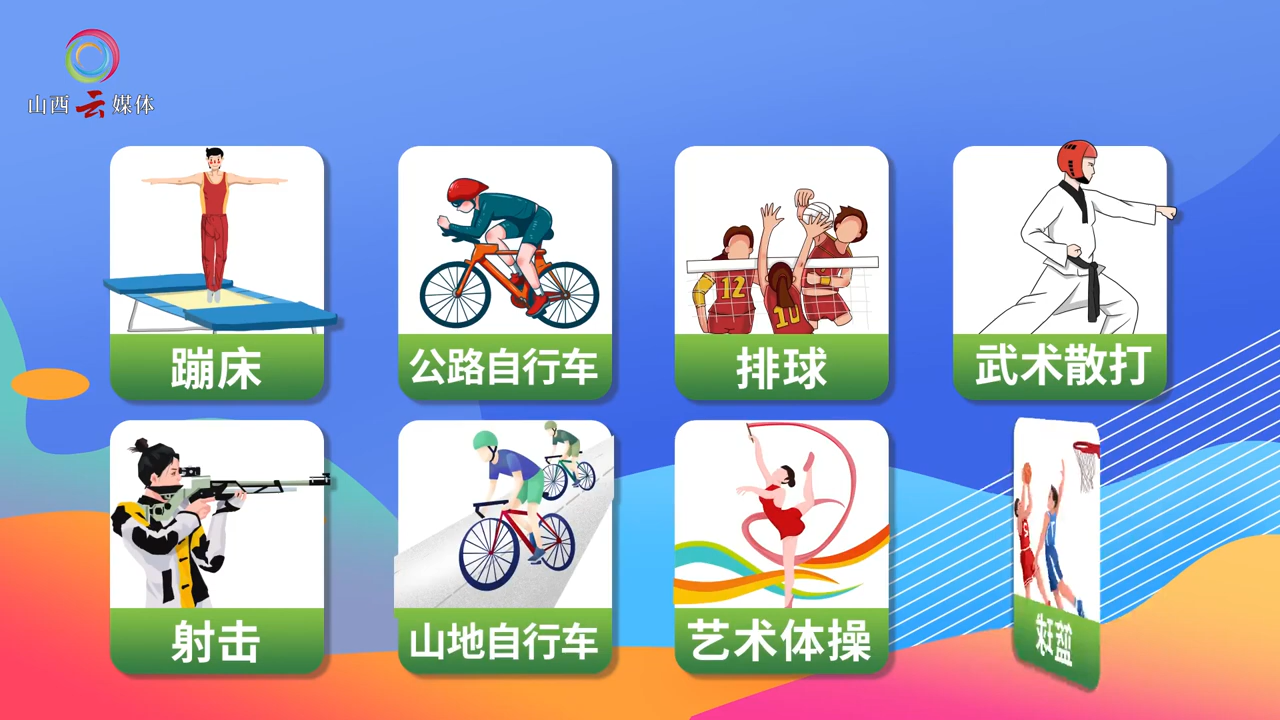 山西云媒体
蹦床
公路自行车
排球
武术散打
射击
山地自行车
艺术体操
篮球